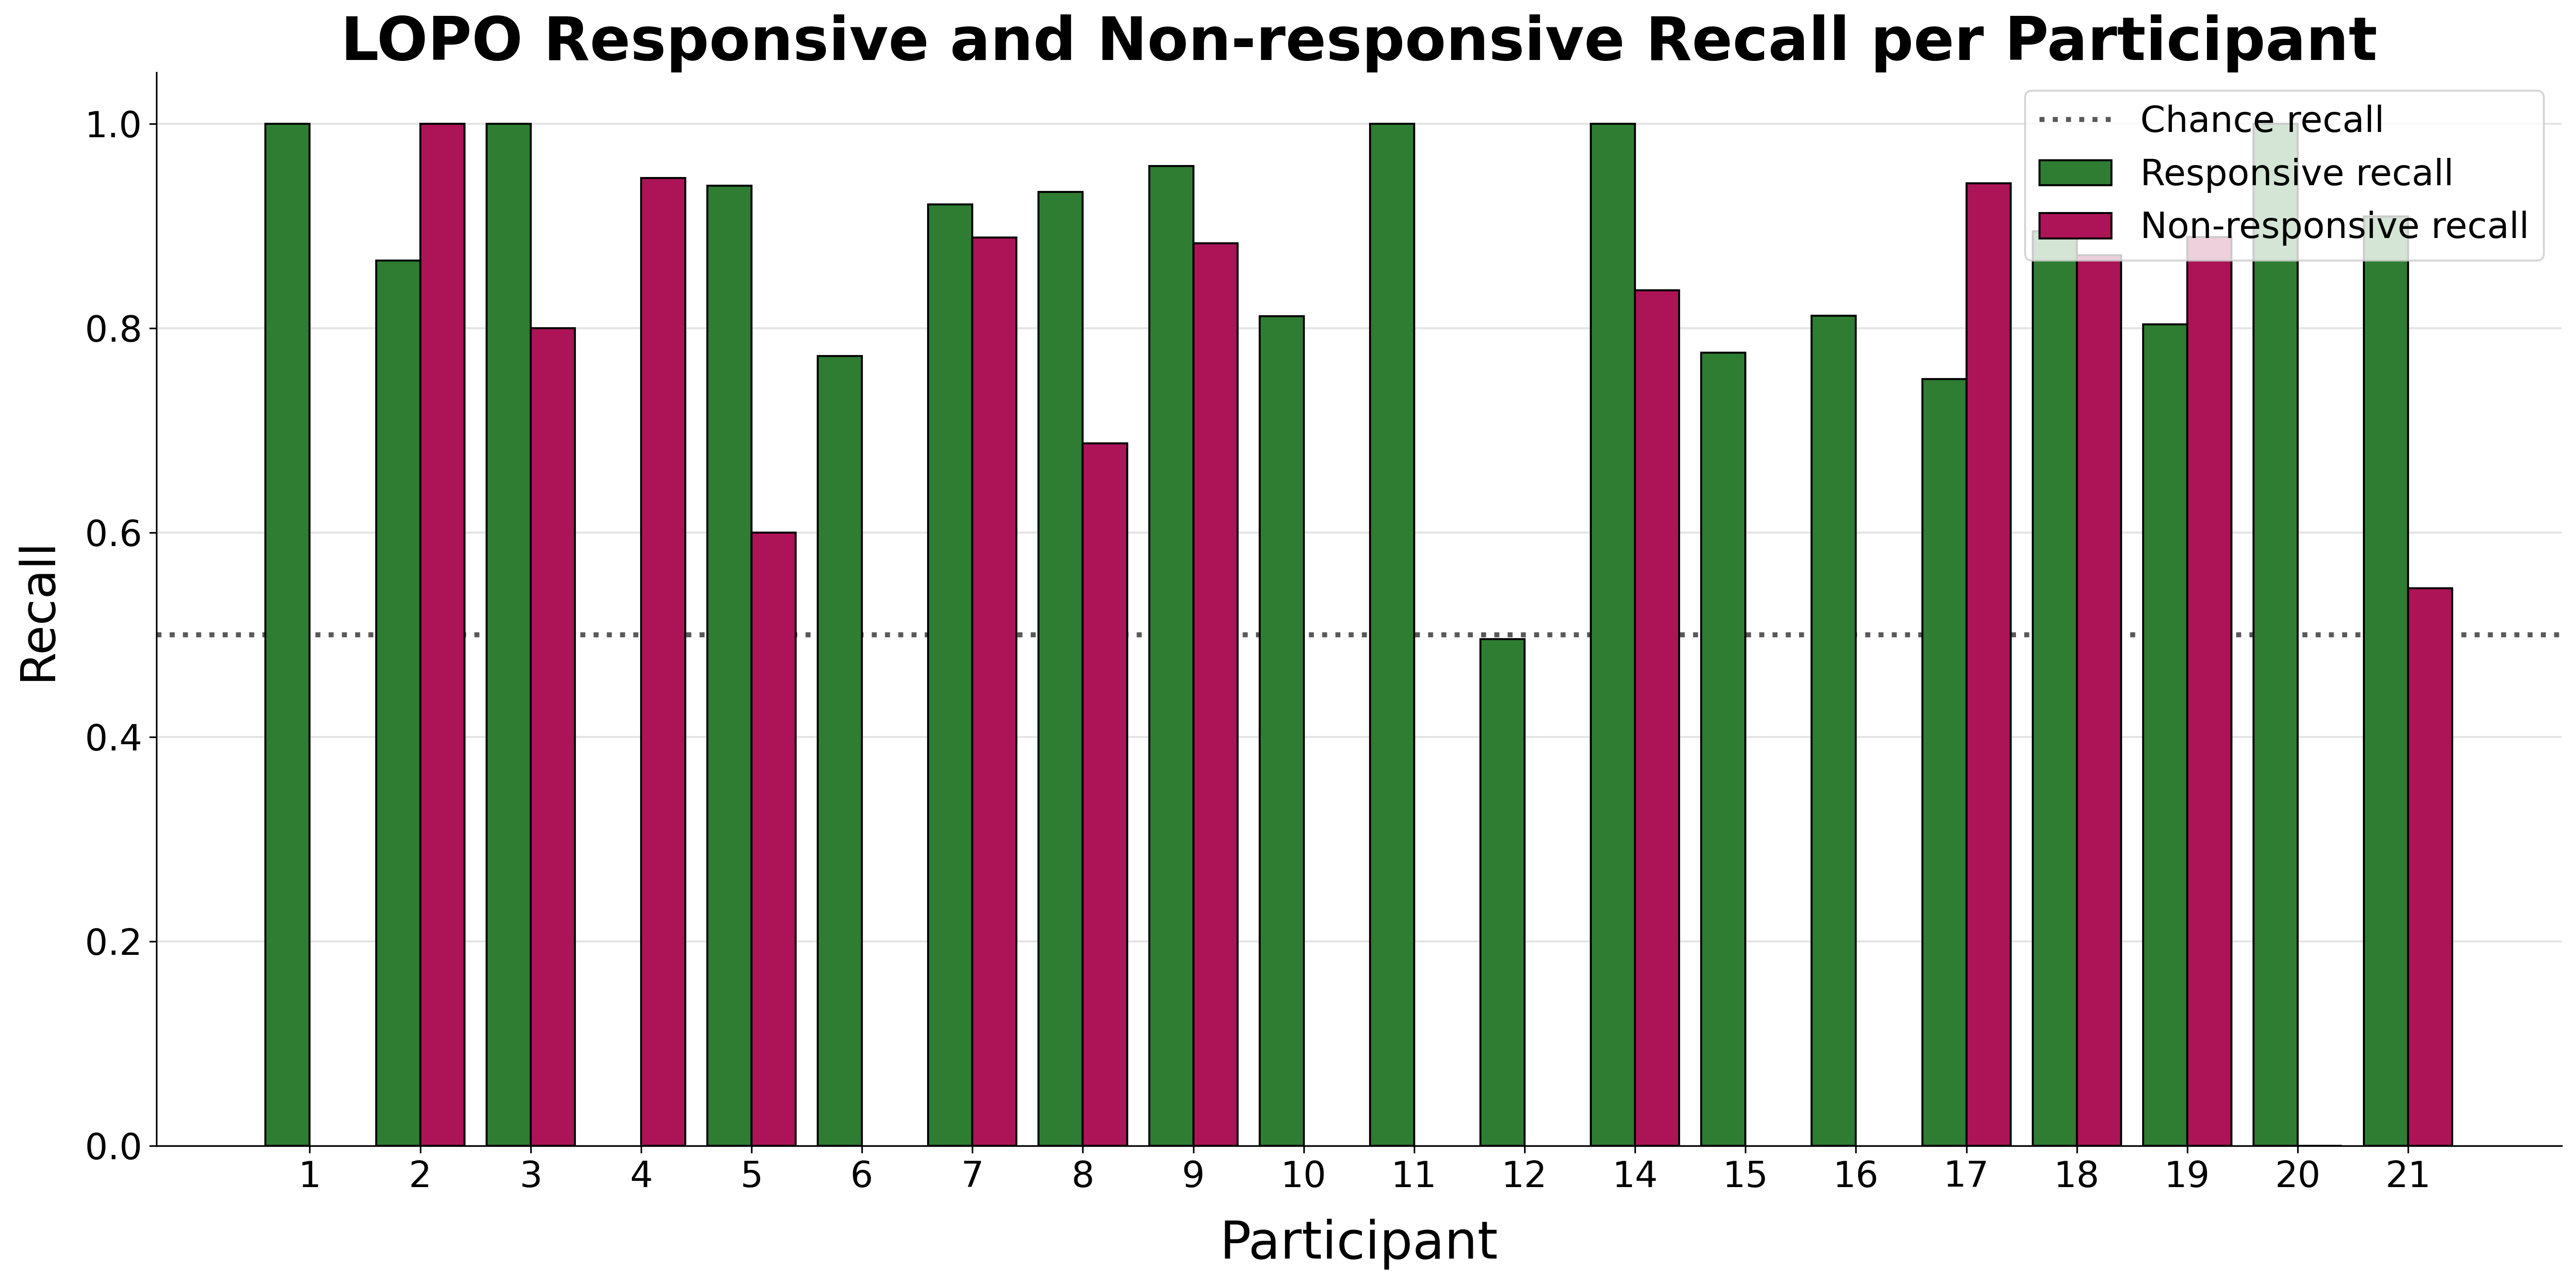 LOPO Responsive and Non-responsive Recall per Participant
Chance recall
Responsive recall
Non-responsive recall
1.0
0.8
0.6
0.4
0.2
0.0
Recall
1 2 3 4 5 6 7 8 9 10 11 12 14 15 16 17 18 19 20 21
Participant